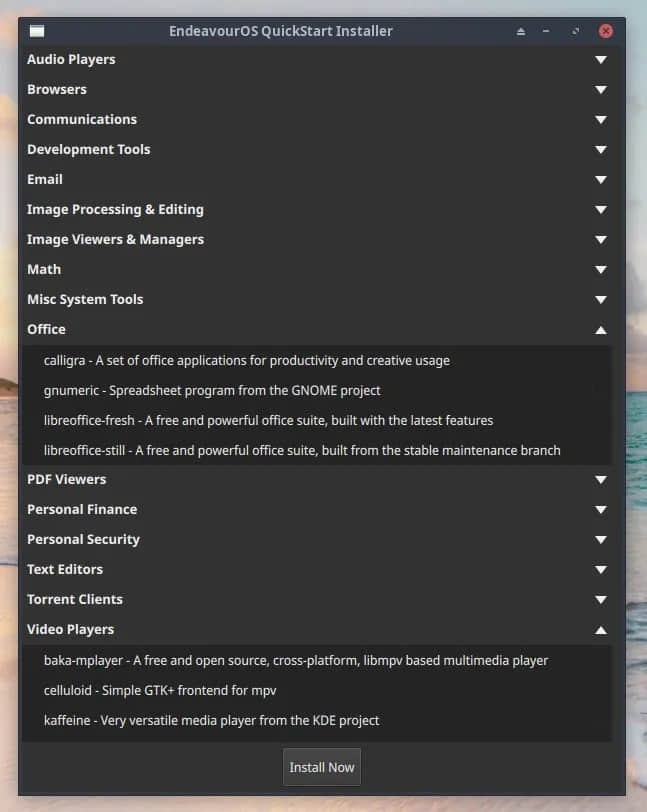 EndeavourOS QuickStart Installer
Audio Players
Browsers
Communications
Development Tools
Email
Image Processing & Editing
Image Viewers & Managers
Math
Misc System Tools
Office
calligra - A set of office applications for productivity and creative usage
gnumeric - Spreadsheet program from the GNOME project
libreoffice-fresh - A free and powerful office suite, built with the latest features
libreoffice-still - A free and powerful office suite, built from the stable maintenance branch
PDF Viewers
Personal Finance
Personal Security
Text Editors
Torrent Clients
Video Players
baka-mplayer - A free and open source, cross-platform, libmpv based multimedia player
celluloid - Simple GTK+ frontend for mpv
kaffeine - Very versatile media player from the KDE project
Install Now